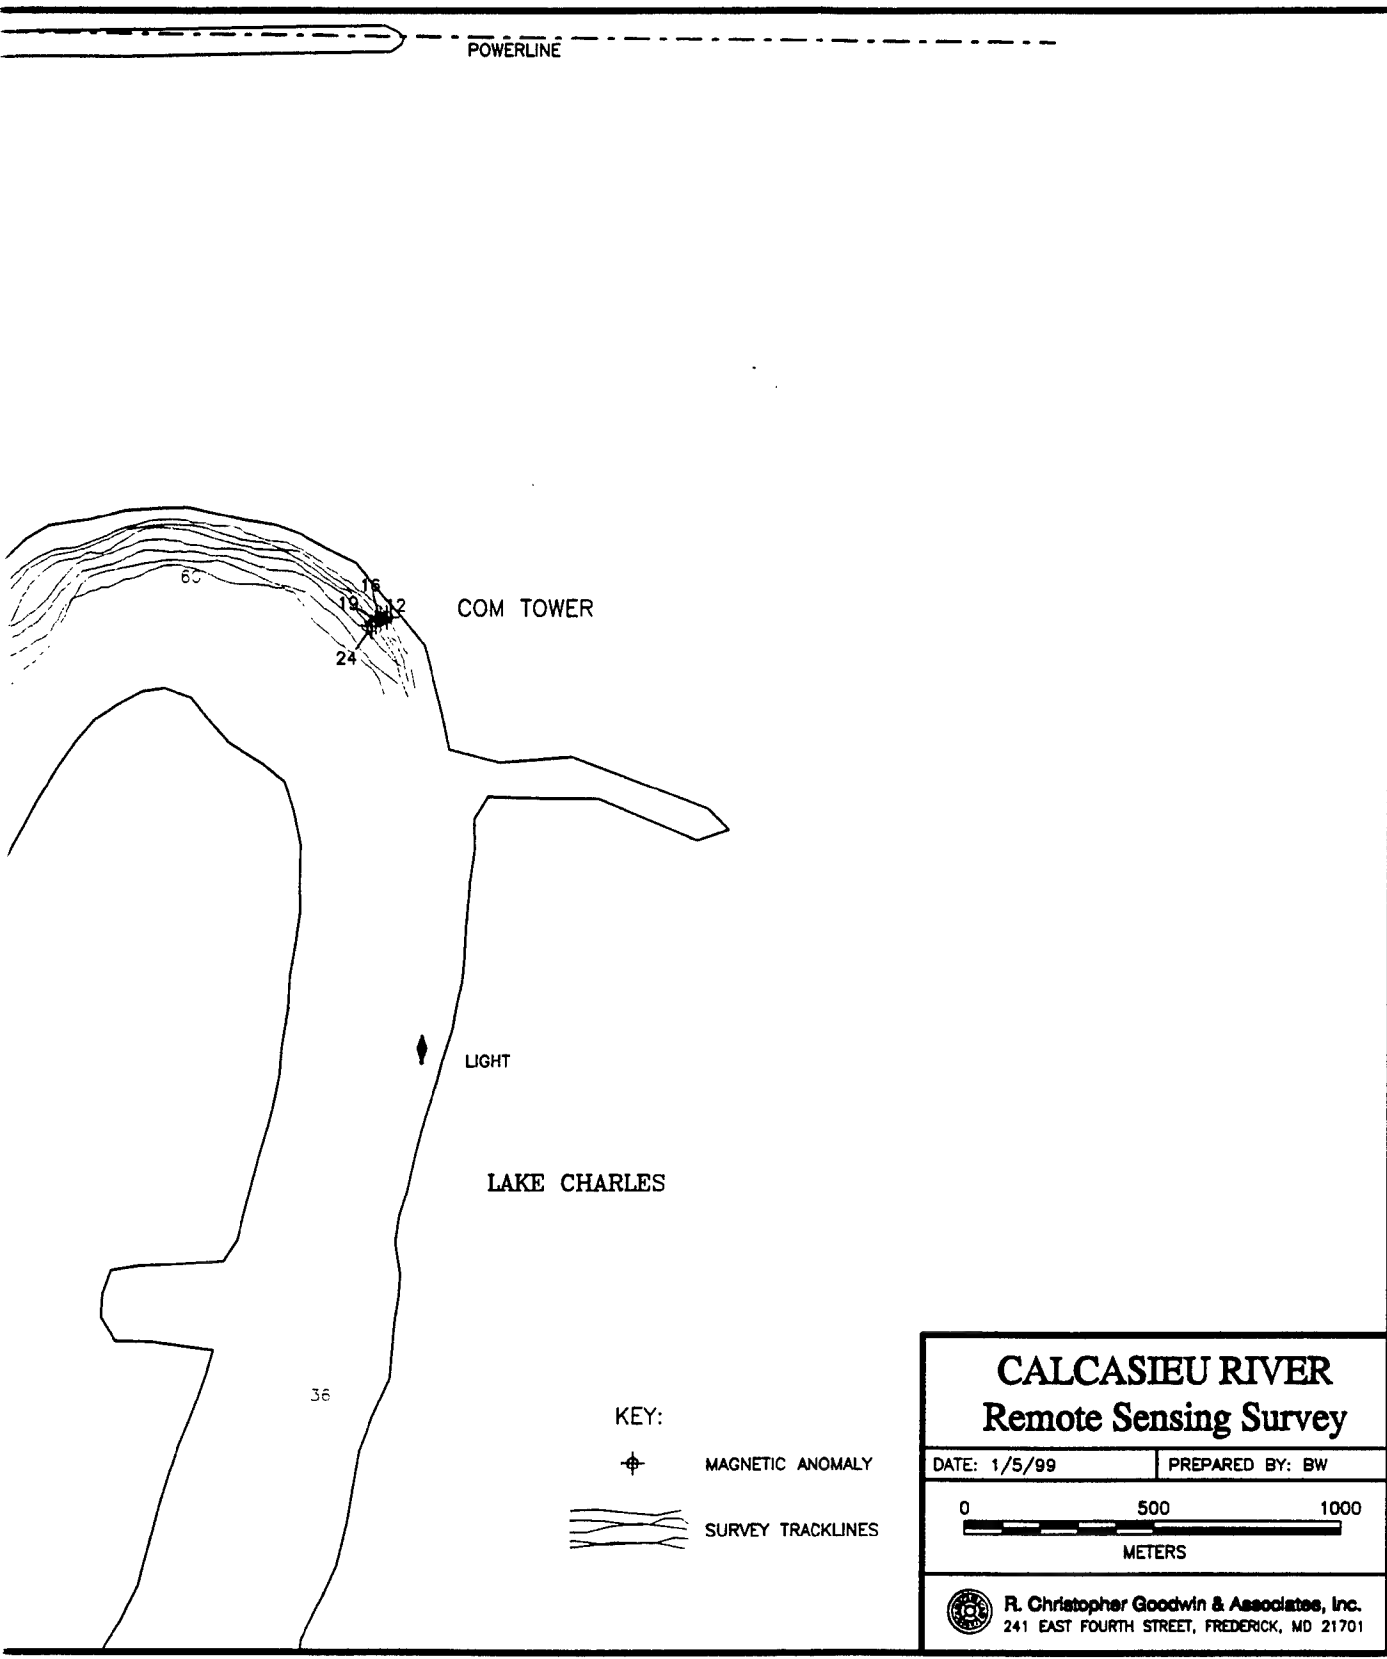 POWERLINE
60
16
19
12
24
COM TOWER
LIGHT
LAKE CHARLES
36
KEY:
MAGNETIC ANOMALY
SURVEY TRACKLINES
CALCASIEU RIVER
Remote Sensing Survey
DATE: 1/5/99
PREPARED BY: BW
0 500 1000
METERS
R. Christopher Goodwin & Associates, Inc.
241 EAST FOURTH STREET, FREDERICK, MD 21701